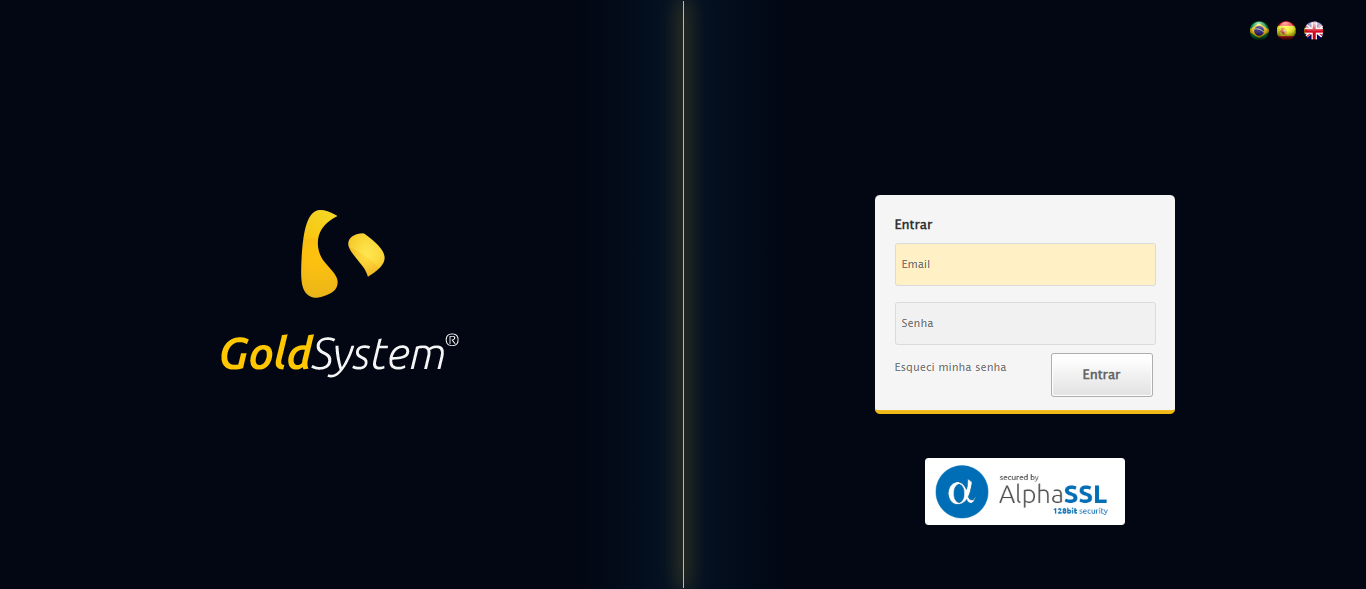 GoldSystem®
Entrar
Email
Senha
Esqueci minha senha
Entrar
secured by
α AlphaSSL
128bit security